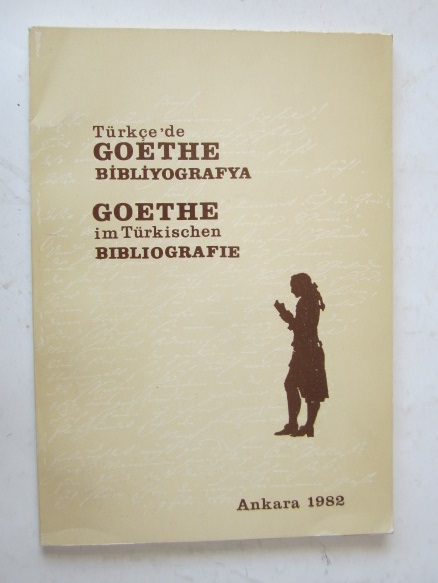 Türkçe'de
GOETHE
BİBLİYOGRAFYA
GOETHE
im Türkischen
BIBLIOGRAFIE
Ankara 1982